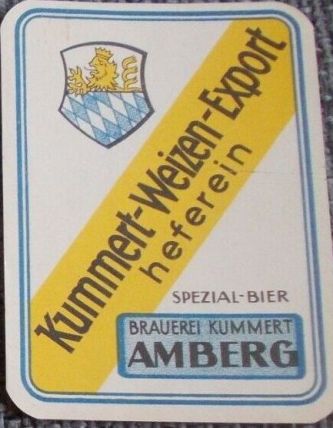 Kummert-Weizen-Export
heferein
SPEZIAL-BIER
BRAUEREI KUMMERT
AMBERG